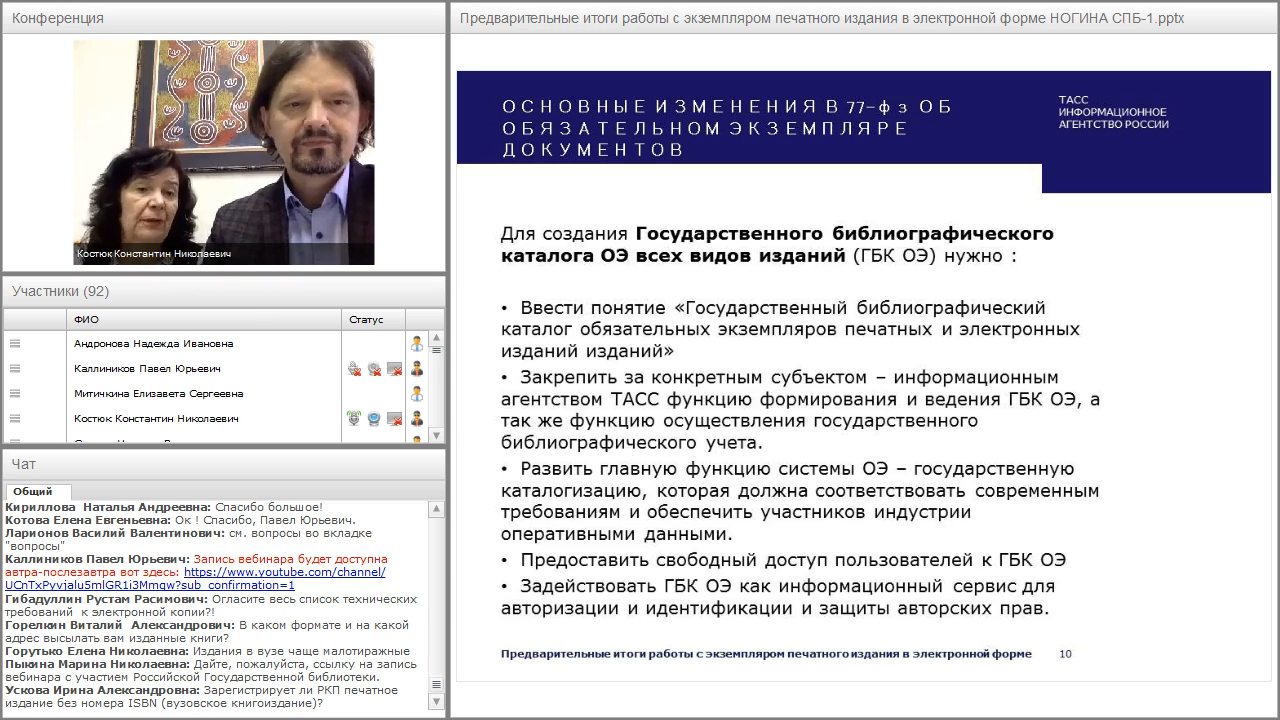 Конференция
Костюк Константин Николаевич
Участники (92)
ФИО
Статус
Андронова Надежда Ивановна
Каллиников Павел Юрьевич
Митичкина Елизавета Сергеевна
Костюк Константин Николаевич
Чат
Общий
Кириллова Наталья Андреевна: Спасибо большое!
Котова Елена Евгеньевна: Ок ! Спасибо, Павел Юрьевич.
Ларионов Василий Валентинович: см. вопросы во вкладке
"вопросы"
Каллиников Павел Юрьевич: Запись вебинара будет доступна
автра-послезавтра вот здесь: https://www.youtube.com/channel/
UCnTxPvvjalu5mlGR1i3Mmqw?sub_confirmation=1
Гибадуллин Рустам Расимович: Огласите весь список технических
требований к электронной копии?!
Горелкин Виталий Александрович: В каком формате и на какой
адрес высылать вам изданные книги?
Горутько Елена Николаевна: Издания в вузе чаще малотиражные
Пыкина Марина Николаевна: Дайте, пожалуйста, ссылку на запись
вебинара с участием Российской Государственной библиотеки.
Ускова Ирина Александровна: Зарегистрирует ли РКП печатное
издание без номера ISBN (вузовское книгоиздание)?
Предварительные итоги работы с экземпляром печатного издания в электронной форме НОГИНА СПБ-1.pptx
ОСНОВНЫЕ ИЗМЕНЕНИЯ В 77-ф з ОБ
ОБЯЗАТЕЛЬНОМ ЭКЗЕМПЛЯРЕ
ДОКУМЕНТОВ
ТАСС
ИНФОРМАЦИОННОЕ
АГЕНТСТВО РОССИИ
Для создания Государственного библиографического
каталога ОЭ всех видов изданий (ГБК ОЭ) нужно :
• Ввести понятие «Государственный библиографический
каталог обязательных экземпляров печатных и электронных
изданий изданий»
• Закрепить за конкретным субъектом – информационным
агентством ТАСС функцию формирования и ведения ГБК ОЭ, а
так же функцию осуществления государственного
библиографического учета.
• Развить главную функцию системы ОЭ – государственную
каталогизацию, которая должна соответствовать современным
требованиям и обеспечить участников индустрии
оперативными данными.
• Предоставить свободный доступ пользователей к ГБК ОЭ
• Задействовать ГБК ОЭ как информационный сервис для
авторизации и идентификации и защиты авторских прав.
Предварительные итоги работы с экземпляром печатного издания в электронной форме
10